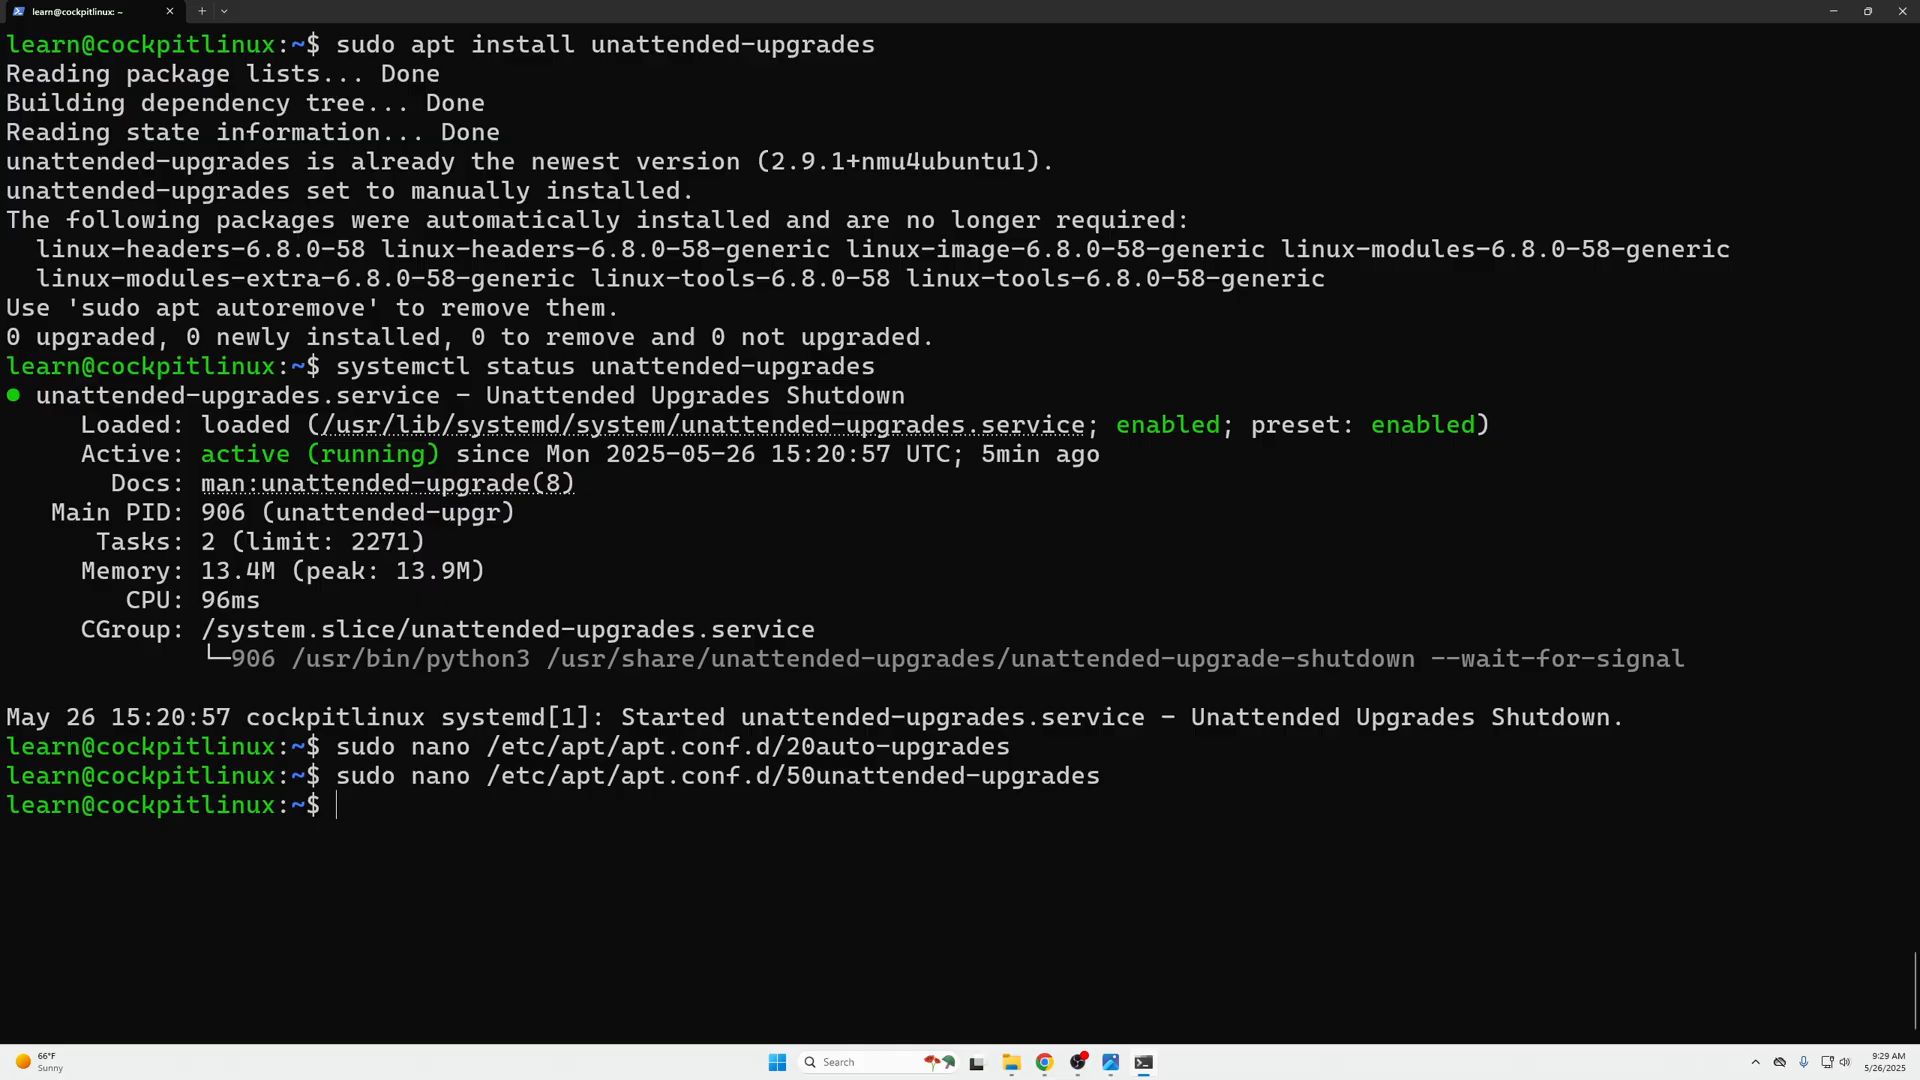 learn@cockpitlinux: ~
learn@cockpitlinux:~$ sudo apt install unattended-upgrades
Reading package lists... Done
Building dependency tree... Done
Reading state information... Done
unattended-upgrades is already the newest version (2.9.1+nmu4ubuntu1).
unattended-upgrades set to manually installed.
The following packages were automatically installed and are no longer required:
  linux-headers-6.8.0-58 linux-headers-6.8.0-58-generic linux-image-6.8.0-58-generic linux-modules-6.8.0-58-generic
  linux-modules-extra-6.8.0-58-generic linux-tools-6.8.0-58 linux-tools-6.8.0-58-generic
Use 'sudo apt autoremove' to remove them.
0 upgraded, 0 newly installed, 0 to remove and 0 not upgraded.
learn@cockpitlinux:~$ systemctl status unattended-upgrades
● unattended-upgrades.service - Unattended Upgrades Shutdown
     Loaded: loaded (/usr/lib/systemd/system/unattended-upgrades.service; enabled; preset: enabled)
     Active: active (running) since Mon 2025-05-26 15:20:57 UTC; 5min ago
       Docs: man:unattended-upgrade(8)
   Main PID: 906 (unattended-upgr)
      Tasks: 2 (limit: 2271)
     Memory: 13.4M (peak: 13.9M)
        CPU: 96ms
     CGroup: /system.slice/unattended-upgrades.service
             └─906 /usr/bin/python3 /usr/share/unattended-upgrades/unattended-upgrade-shutdown --wait-for-signal
May 26 15:20:57 cockpitlinux systemd[1]: Started unattended-upgrades.service - Unattended Upgrades Shutdown.
learn@cockpitlinux:~$ sudo nano /etc/apt/apt.conf.d/20auto-upgrades
learn@cockpitlinux:~$ sudo nano /etc/apt/apt.conf.d/50unattended-upgrades
learn@cockpitlinux:~$
66°F
Sunny
Search
9:29 AM
5/26/2025